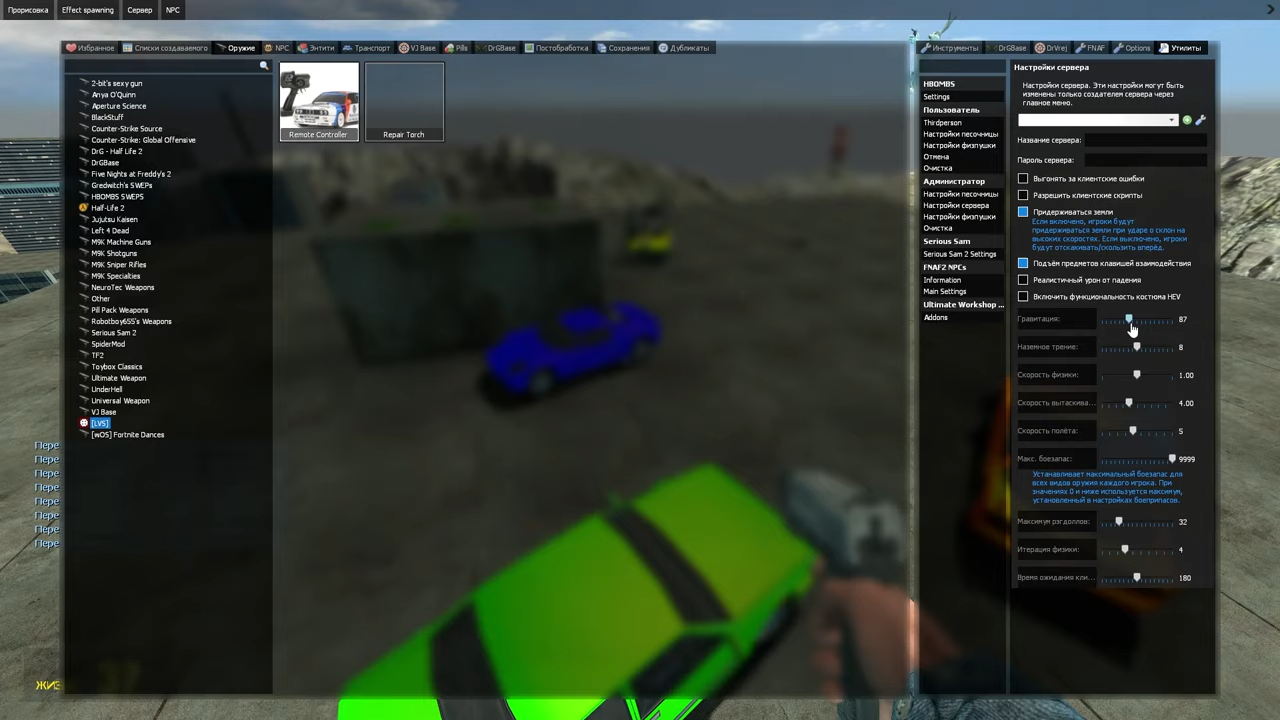 Прорисовка Effect spawning Сервер NPC
Избранное Списки создаваемого Оружие NPC Энтити Транспорт VJ Base Pills DrGBase Постобработка Сохранения Дубликаты
Инструменты DrGBase DrVrej FNAF Options Утилиты
2-bit's sexy gun
Anya O'Quinn
Aperture Science
BlackStuff
Counter-Strike Source
Counter-Strike: Global Offensive
DrG - Half Life 2
DrGBase
Five Nights at Freddy's 2
Gredwitch's SWEPs
HBOMBS SWEPS
Half-Life 2
Jujutsu Kaisen
Left 4 Dead
M9K Machine Guns
M9K Shotguns
M9K Sniper Rifles
M9K Specialties
NeuroTec Weapons
Other
Pill Pack Weapons
Robotboy655's Weapons
Serious Sam 2
SpiderMod
TF2
Toybox Classics
Ultimate Weapon
UnderHell
Universal Weapon
VJ Base
[LVS]
[wOS] Fortnite Dances
Remote Controller
Repair Torch
Пере
Пере
Пере
Пере
Пере
Пере
Пере
Пере
ЖИЗ
HBOMBS
Settings
Пользователь
Thirdperson
Настройки песочницы
Настройки физпушки
Отмена
Очистка
Администратор
Настройки песочницы
Настройки сервера
Настройки физпушки
Очистка
Serious Sam
Serious Sam 2 Settings
FNAF2 NPCs
Information
Main Settings
Ultimate Workshop ...
Addons
Настройки сервера
Настройки сервера. Эти настройки могут быть
изменены только создателем сервера через
главное меню.
Название сервера:
Пароль сервера:
Выгонять за клиентские ошибки
Разрешить клиентские скрипты
Придерживаться земли
Если включено, игроки будут
придерживаться земли при ударе о склон на
высоких скоростях. Если выключено, игроки
будут отскакивать/скользить вперёд.
Подъём предметов клавишей взаимодействия
Реалистичный урон от падения
Включить функциональность костюма HEV
Гравитация: 87
Наземное трение: 8
Скорость физики: 1.00
Скорость вытаскива... 4.00
Скорость полёта: 5
Макс. боезапас: 9999
Устанавливает максимальный боезапас для
всех видов оружия каждого игрока. При
значениях 0 и ниже используется максимум,
установленный в настройках боеприпасов.
Максимум рэгдоллов: 32
Итерация физики: 4
Время ожидания кли... 180